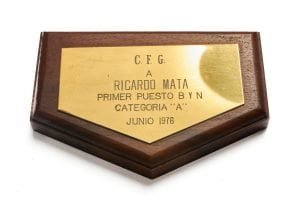 C. F. G.
A
RICARDO MATA
PRIMER PUESTO B Y N
CATEGORIA "A"
JUNIO 1976